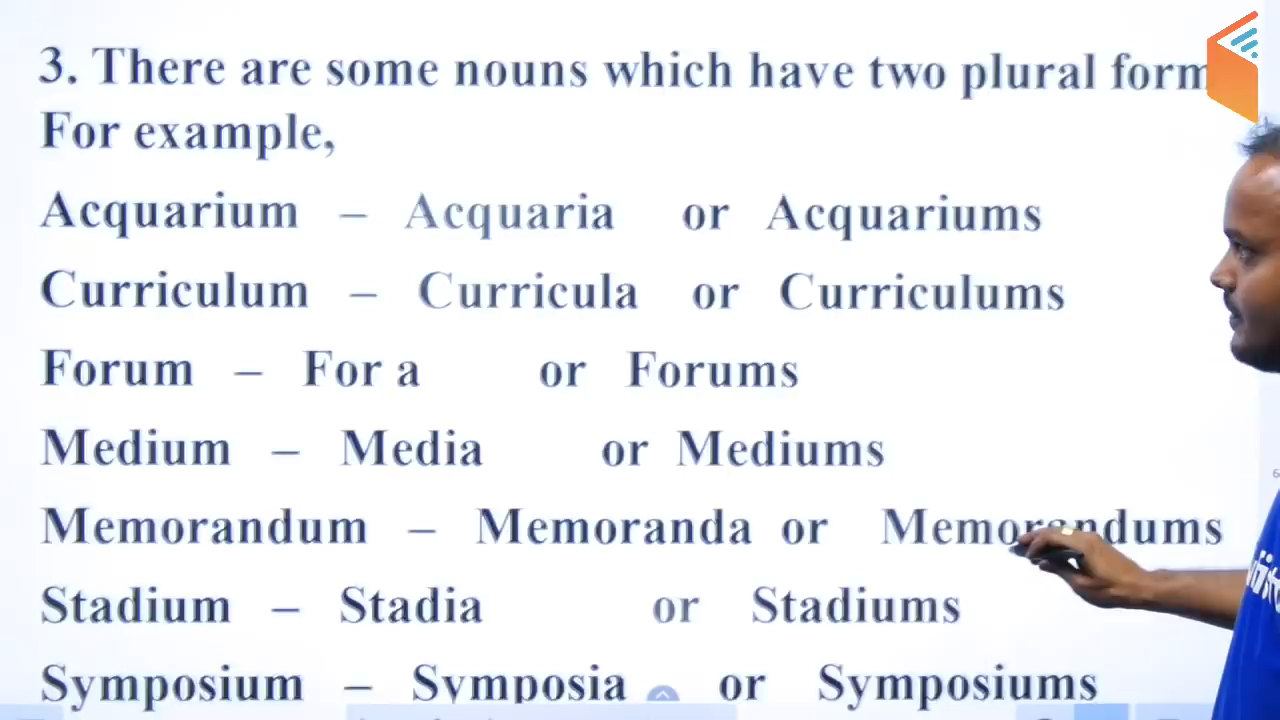 3. There are some nouns which have two plural form
For example,
Acquarium – Acquaria or Acquariums
Curriculum – Curricula or Curriculums
Forum – For a or Forums
Medium – Media or Mediums
Memorandum – Memoranda or Memorandums
Stadium – Stadia or Stadiums
Symposium – Symposia or Symposiums